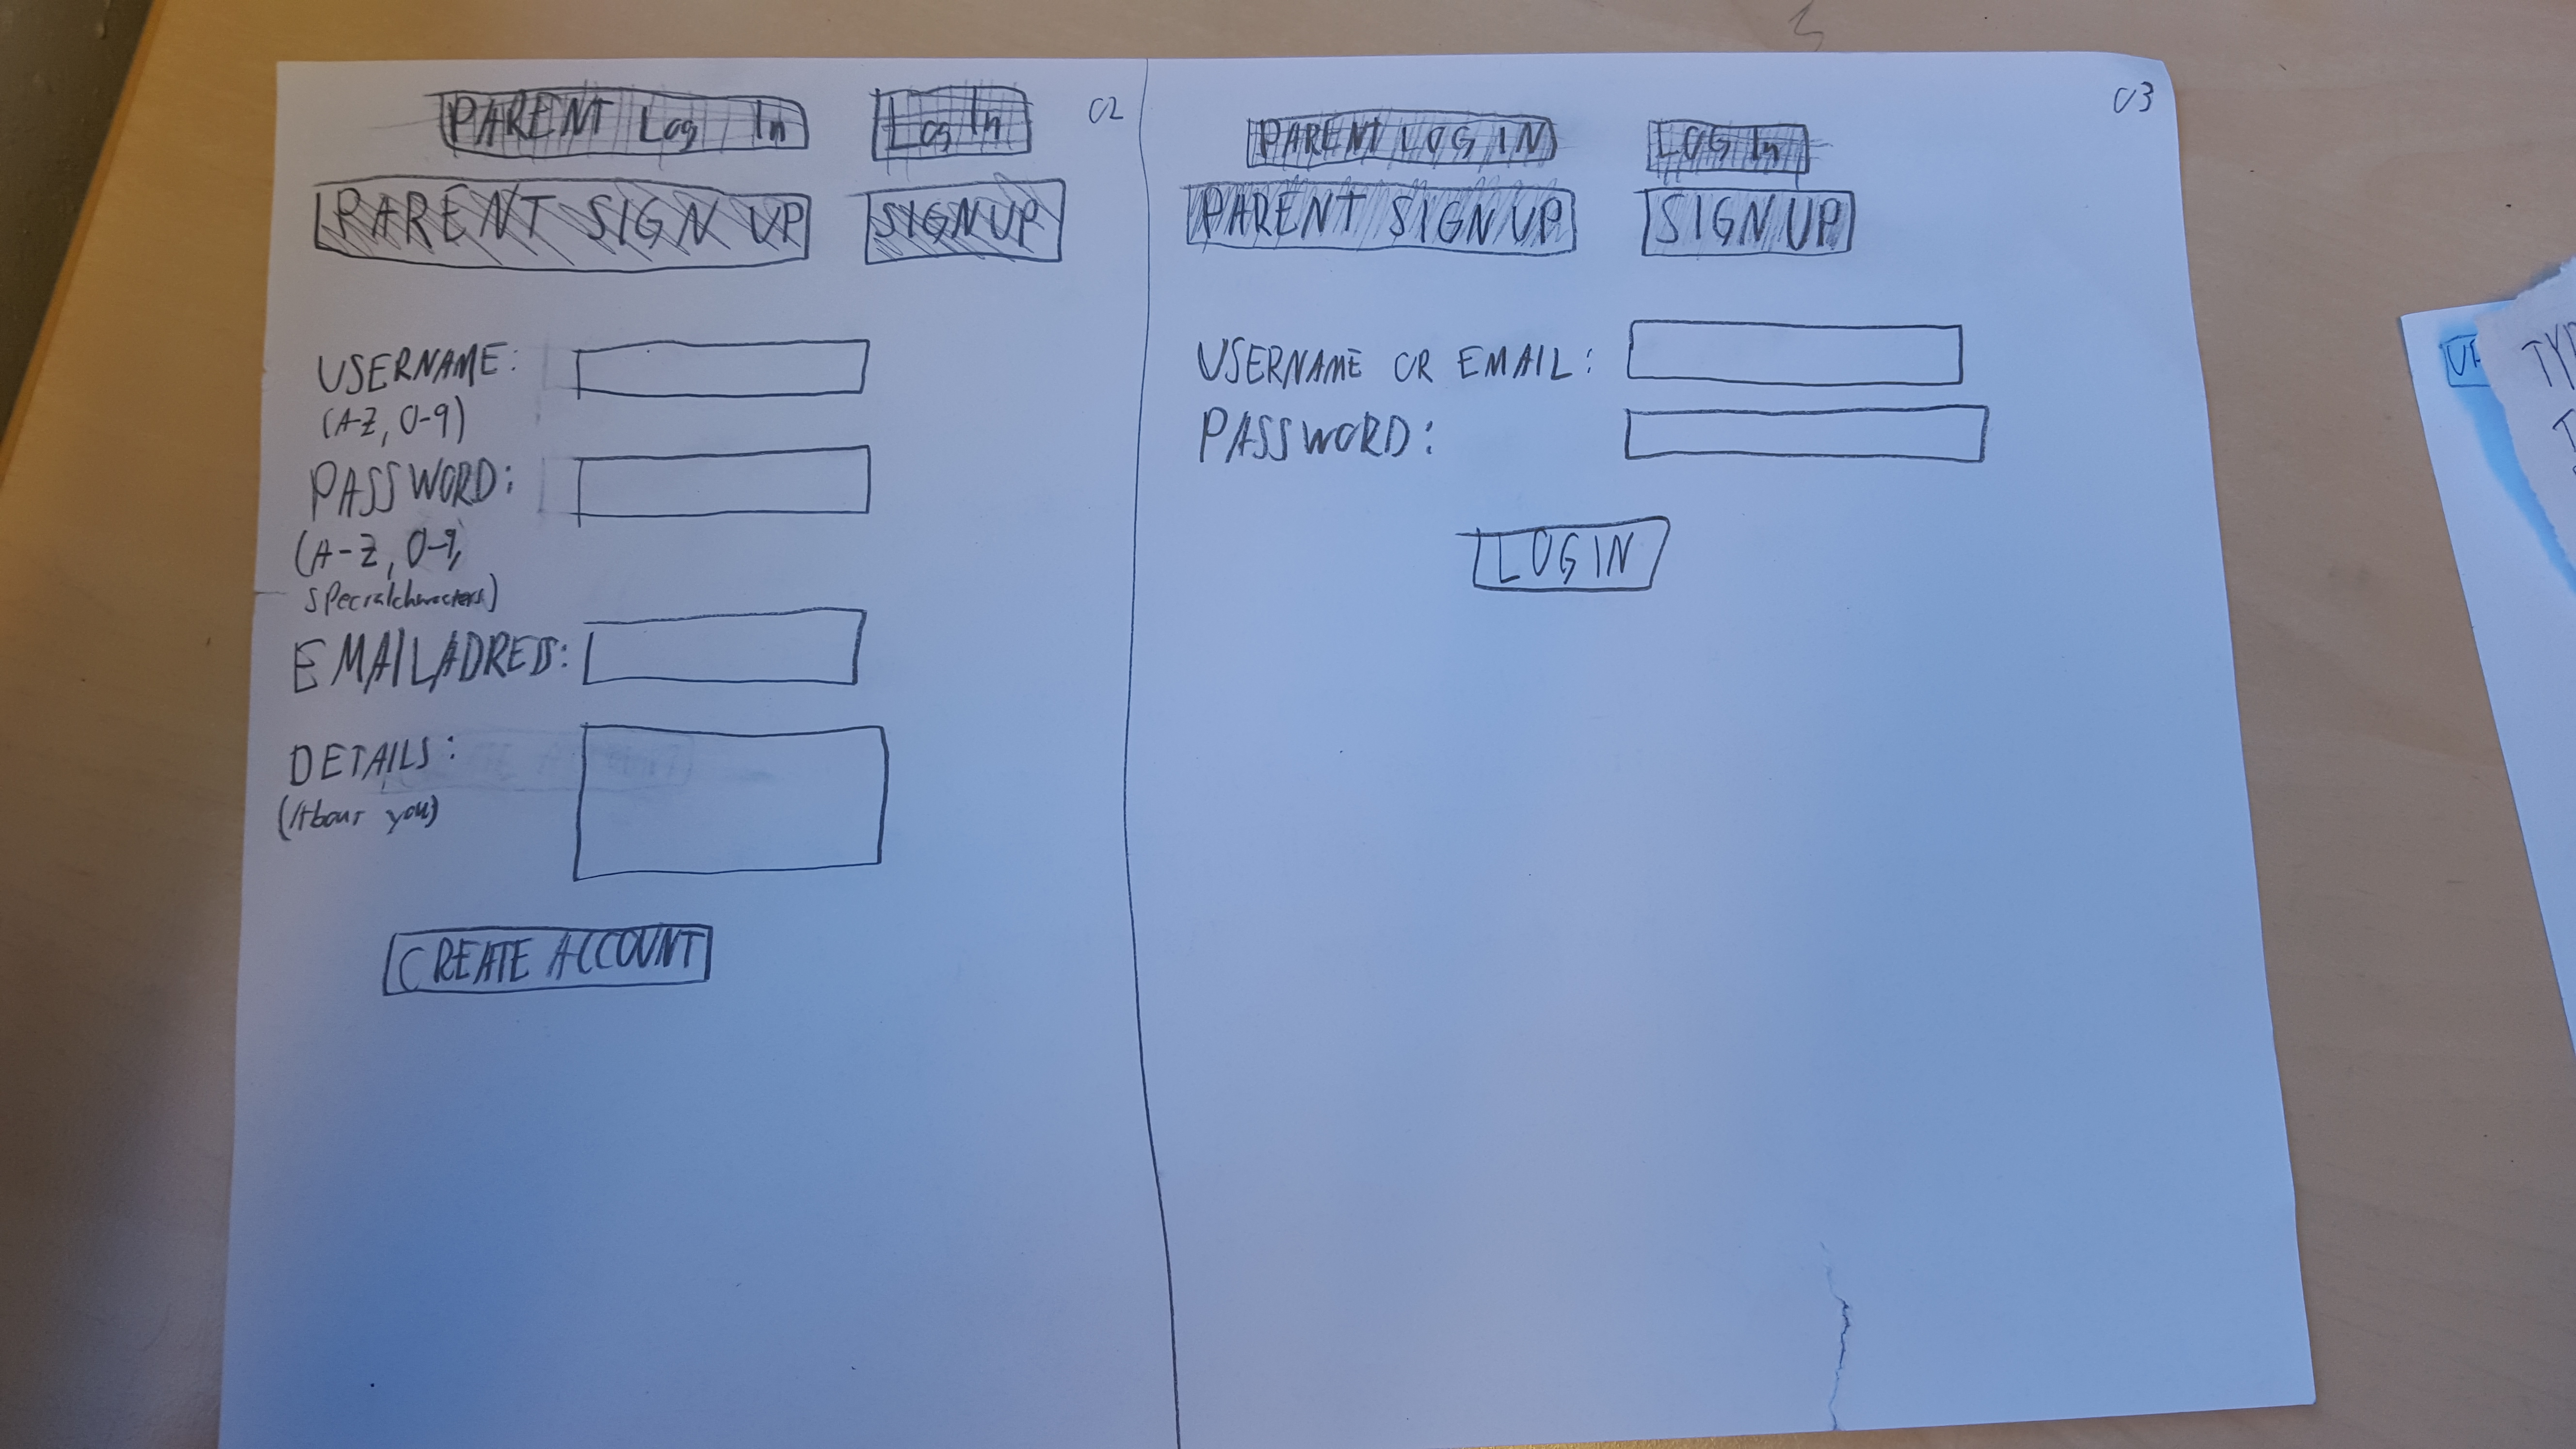 PARENT Log In
Log In
02
PARENT SIGN UP
SIGN UP
USERNAME:
(A-Z, 0-9)
PASSWORD:
(A-Z, 0-9,
specialcharacters)
EMAILADRESS:
DETAILS:
(About you)
CREATE ACCOUNT
03
PARENT LOG IN
LOG In
PARENT SIGN UP
SIGN UP
USERNAME OR EMAIL:
PASSWORD:
LOGIN